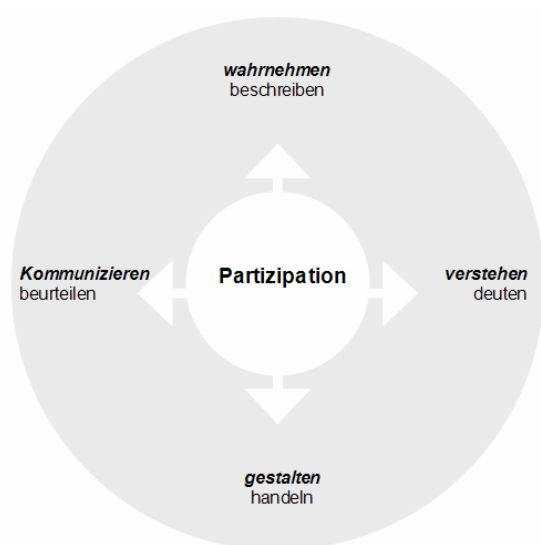 wahrnehmen
beschreiben
Kommunizieren
beurteilen
Partizipation
verstehen
deuten
gestalten
handeln